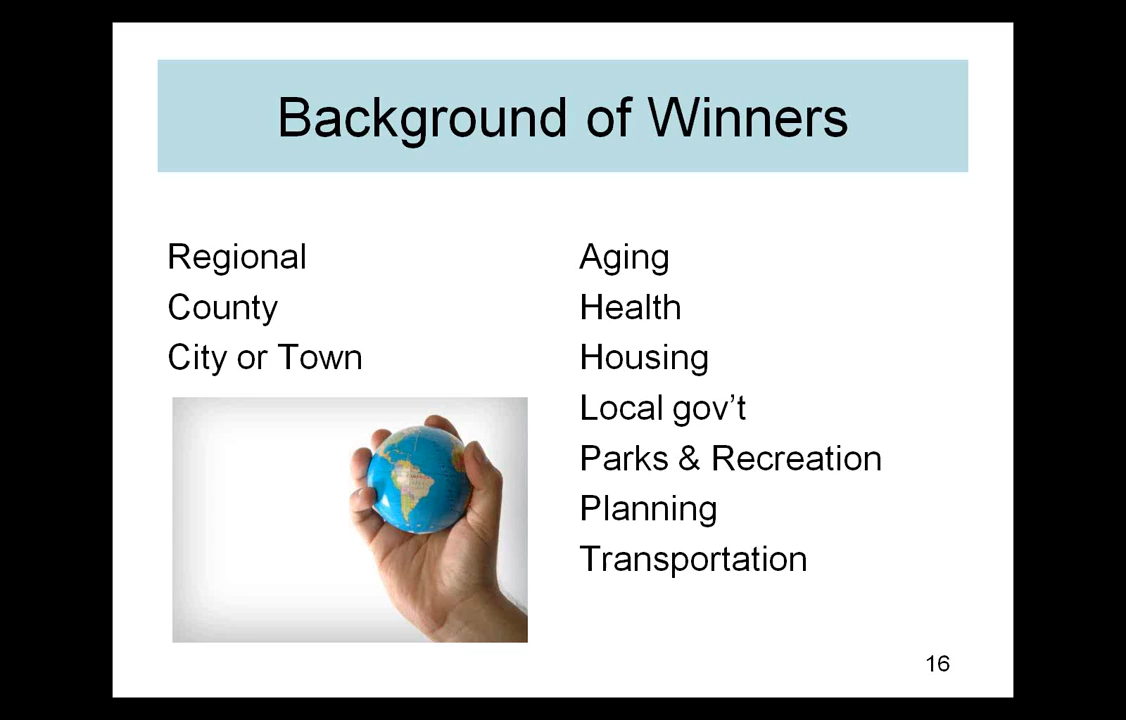 Background of Winners
Regional
County
City or Town
Aging
Health
Housing
Local gov’t
Parks & Recreation
Planning
Transportation
16